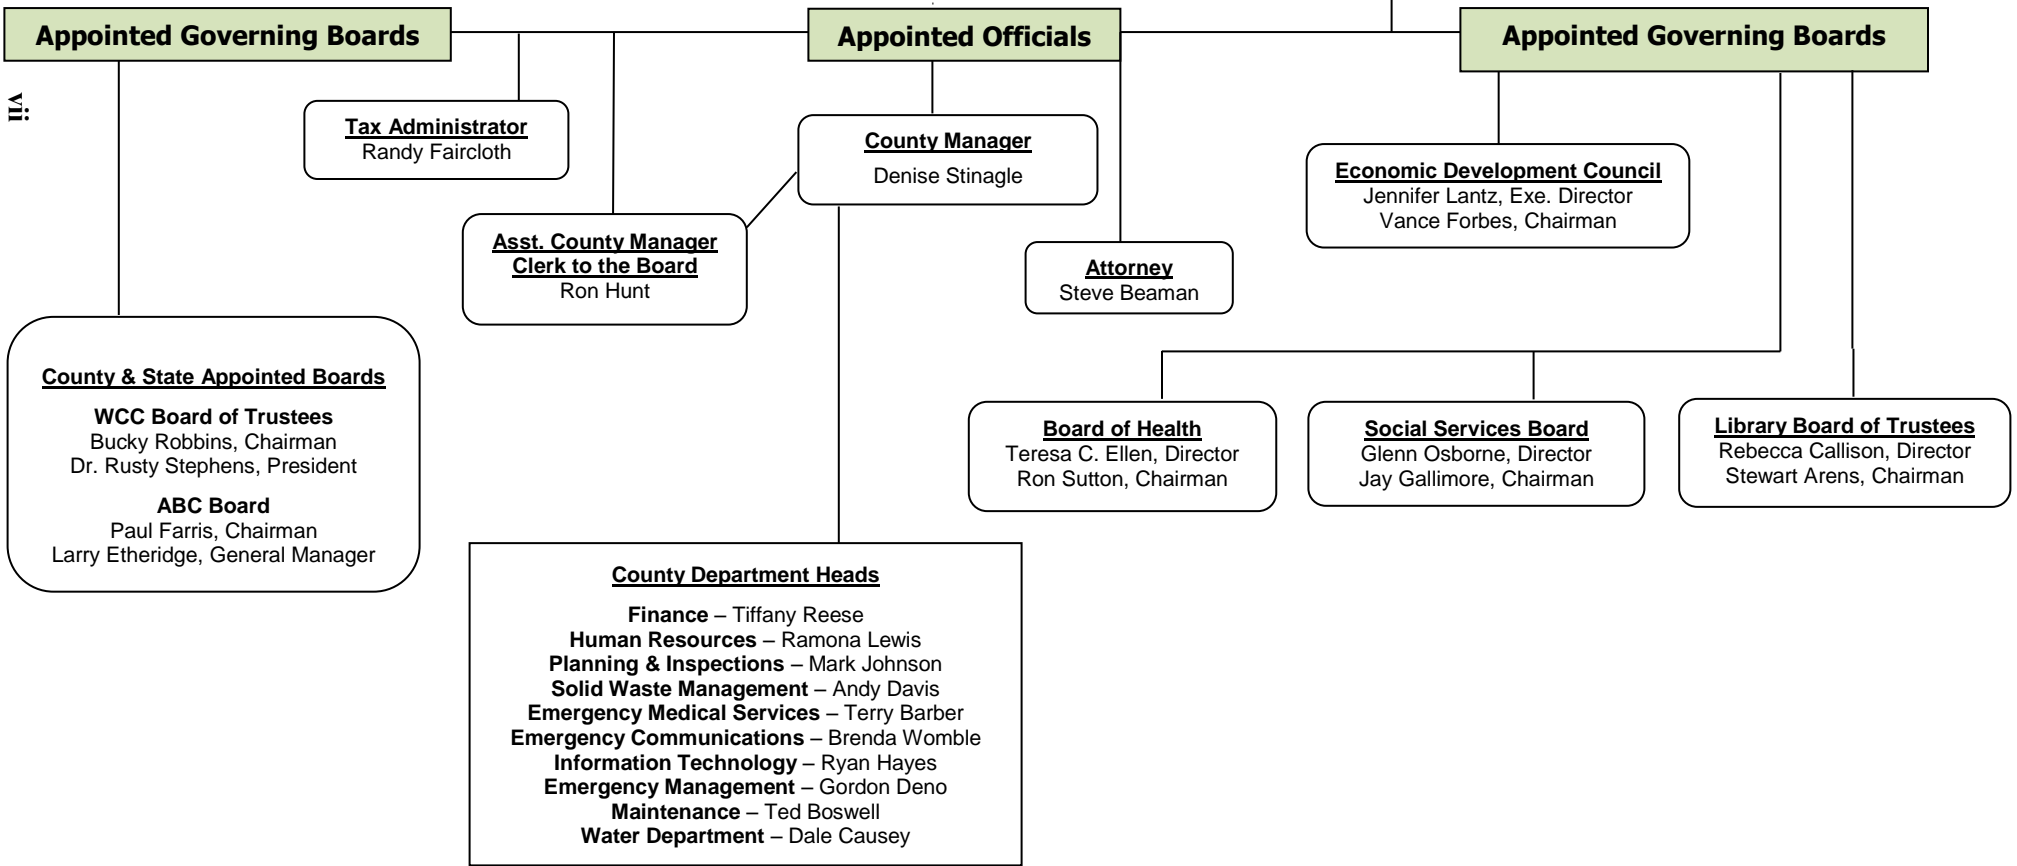 Appointed Governing Boards
Appointed Officials
Appointed Governing Boards
vii
Tax Administrator
Randy Faircloth
County Manager
Denise Stinagle
Asst. County Manager
Clerk to the Board
Ron Hunt
Attorney
Steve Beaman
Economic Development Council
Jennifer Lantz, Exe. Director
Vance Forbes, Chairman
County & State Appointed Boards
WCC Board of Trustees
Bucky Robbins, Chairman
Dr. Rusty Stephens, President
ABC Board
Paul Farris, Chairman
Larry Etheridge, General Manager
Board of Health
Teresa C. Ellen, Director
Ron Sutton, Chairman
Social Services Board
Glenn Osborne, Director
Jay Gallimore, Chairman
Library Board of Trustees
Rebecca Callison, Director
Stewart Arens, Chairman
County Department Heads
Finance – Tiffany Reese
Human Resources – Ramona Lewis
Planning & Inspections – Mark Johnson
Solid Waste Management – Andy Davis
Emergency Medical Services – Terry Barber
Emergency Communications – Brenda Womble
Information Technology – Ryan Hayes
Emergency Management – Gordon Deno
Maintenance – Ted Boswell
Water Department – Dale Causey